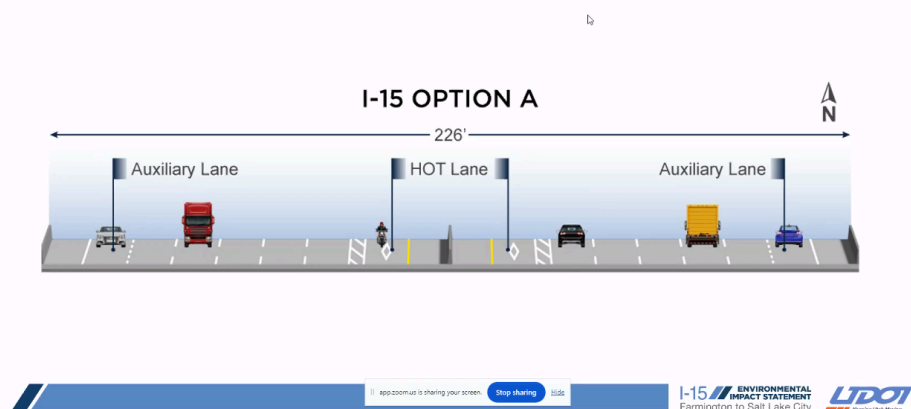 I-15 OPTION A
N
226'
Auxiliary Lane
HOT Lane
Auxiliary Lane
app.zoom.us is sharing your screen.
Stop sharing
Hide
I-15
ENVIRONMENTAL
IMPACT STATEMENT
Farmington to Salt Lake City
UDOT